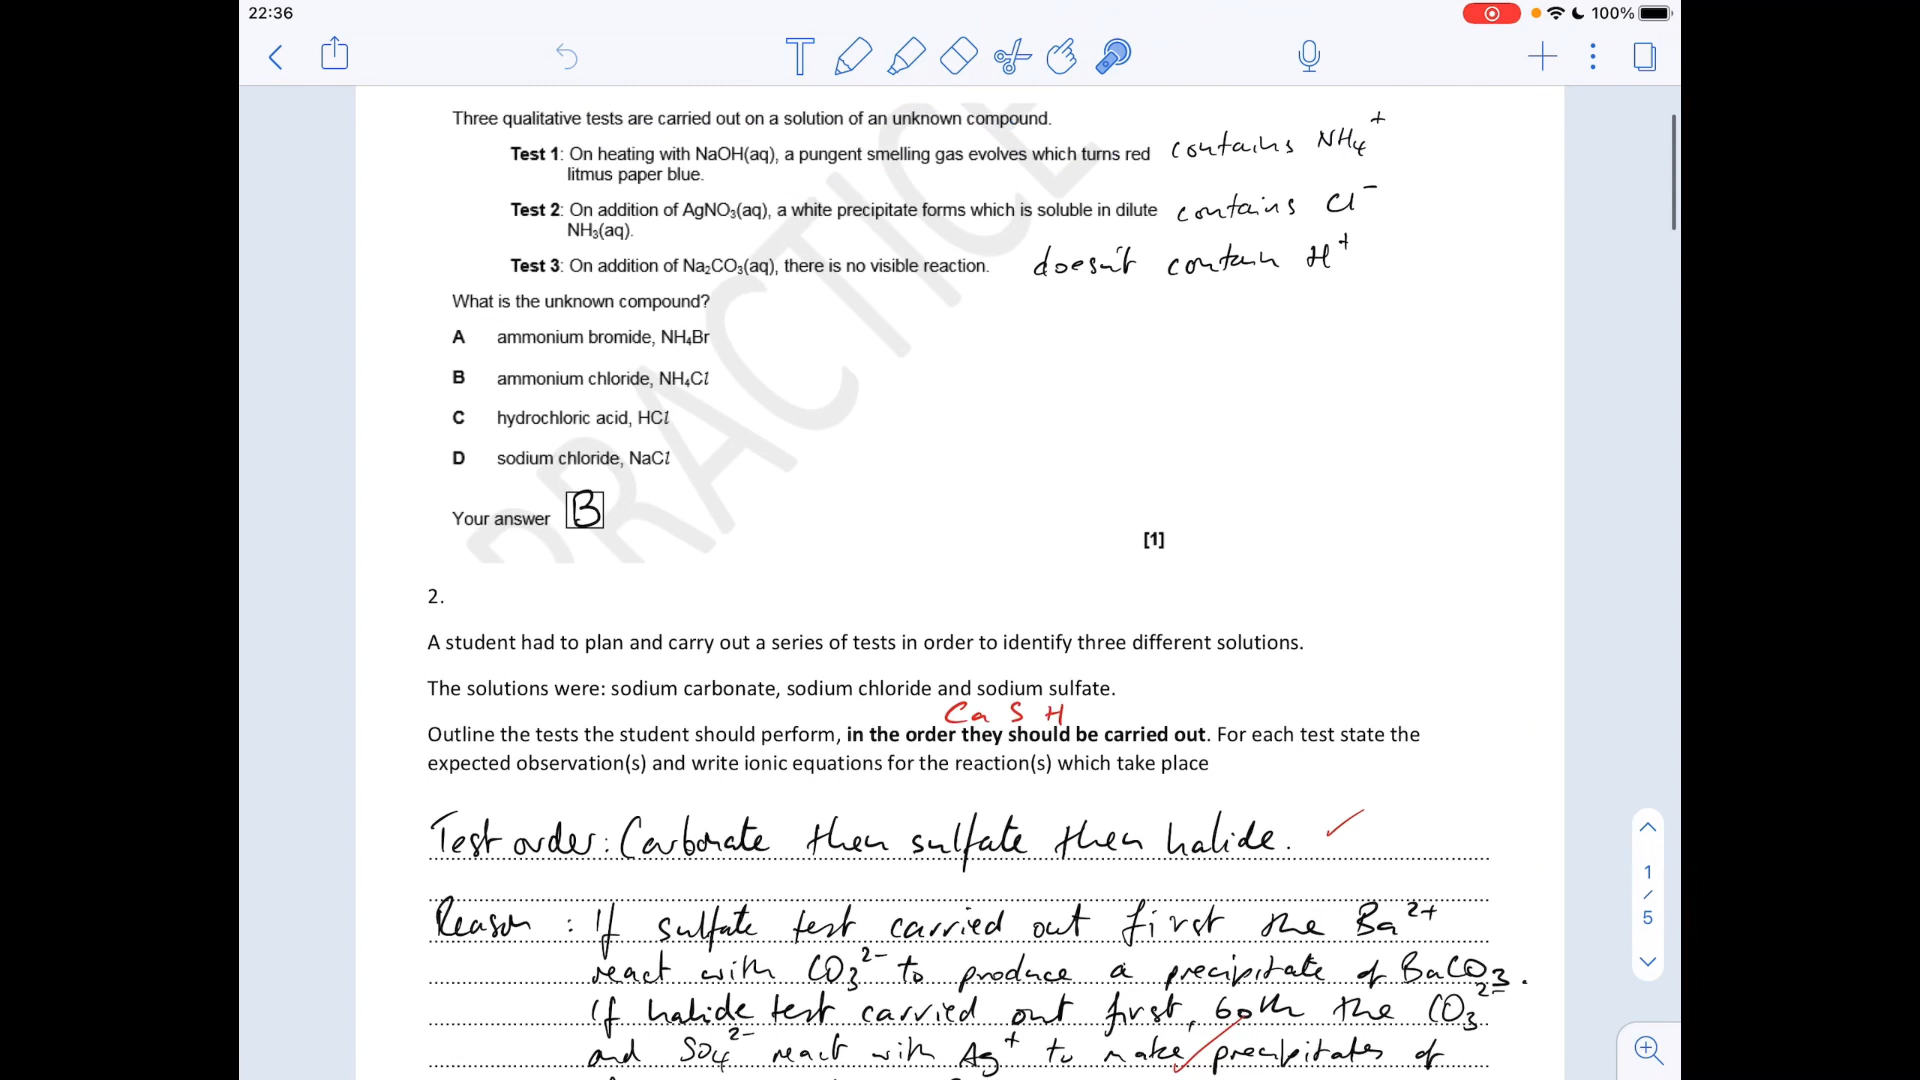 22:36
100%
Three qualitative tests are carried out on a solution of an unknown compound.
Test 1: On heating with NaOH(aq), a pungent smelling gas evolves which turns red contains NH₄⁺
litmus paper blue.
Test 2: On addition of AgNO₃(aq), a white precipitate forms which is soluble in dilute contains Cl⁻
NH₃(aq).
Test 3: On addition of Na₂CO₃(aq), there is no visible reaction. doesn't contain H⁺
What is the unknown compound?
A ammonium bromide, NH₄Br
B ammonium chloride, NH₄Cl
C hydrochloric acid, HCl
D sodium chloride, NaCl
Your answer B
[1]
PRACTICE
2.
A student had to plan and carry out a series of tests in order to identify three different solutions.
The solutions were: sodium carbonate, sodium chloride and sodium sulfate.
Ca S H
Outline the tests the student should perform, in the order they should be carried out. For each test state the
expected observation(s) and write ionic equations for the reaction(s) which take place
Test order: Carbonate then sulfate then halide.
Reason: If sulfate test carried out first the Ba²⁺
react with CO₃²⁻ to produce a precipitate of BaCO₃.
If halide test carried out first, both the CO₃²⁻
and SO₄²⁻ react with Ag⁺ to make precipitates of
1
/
5